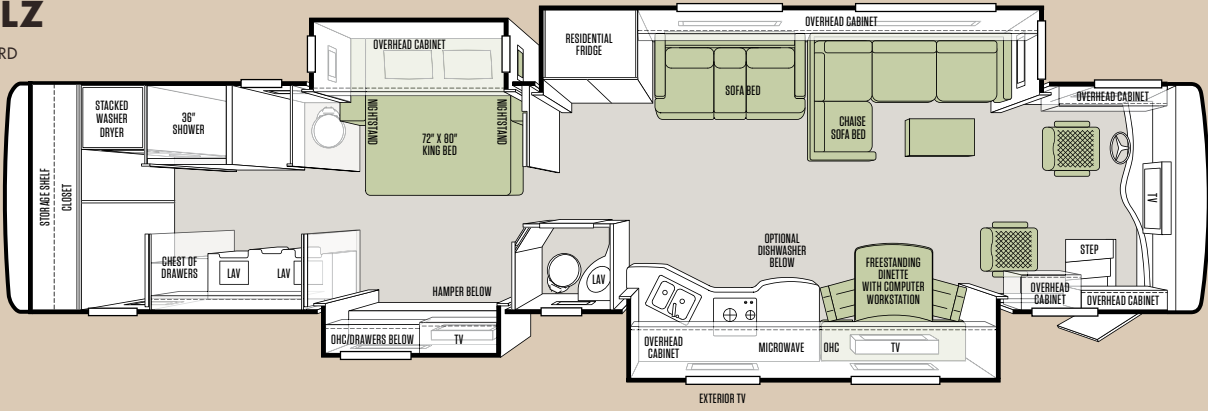 LZ
RD
OVERHEAD CABINET
RESIDENTIAL
FRIDGE
OVERHEAD CABINET
STACKED
WASHER
DRYER
36"
SHOWER
NIGHTSTAND
72" X 80"
KING BED
NIGHTSTAND
SOFA BED
CHAISE
SOFA BED
OVERHEAD CABINET
TV
STORAGE SHELF
CLOSET
CHEST OF
DRAWERS
LAV
LAV
HAMPER BELOW
OHC/DRAWERS BELOW
TV
LAV
OPTIONAL
DISHWASHER
BELOW
FREESTANDING
DINETTE
WITH COMPUTER
WORKSTATION
STEP
OVERHEAD
CABINET
OVERHEAD CABINET
OVERHEAD
CABINET
MICROWAVE
OHC
TV
EXTERIOR TV